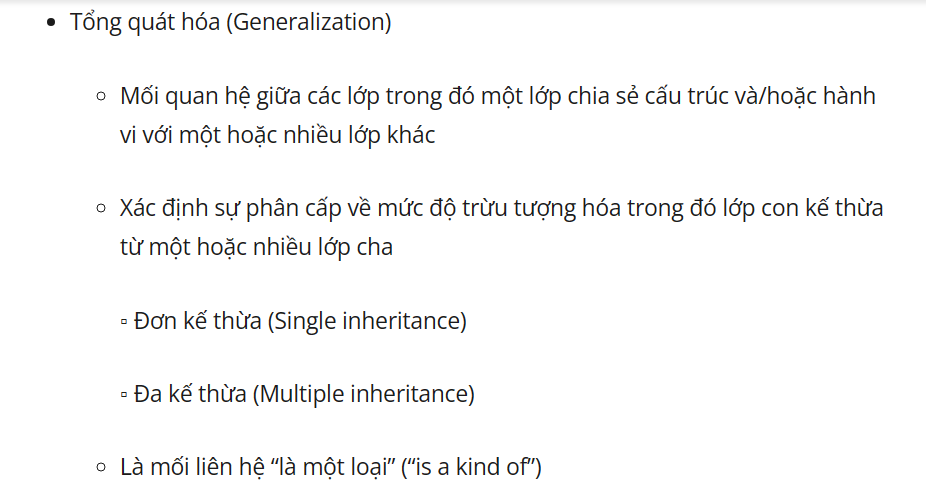 • Tổng quát hóa (Generalization)
○ Mối quan hệ giữa các lớp trong đó một lớp chia sẻ cấu trúc và/hoặc hành
vi với một hoặc nhiều lớp khác
○ Xác định sự phân cấp về mức độ trừu tượng hóa trong đó lớp con kế thừa
từ một hoặc nhiều lớp cha
▫ Đơn kế thừa (Single inheritance)
▫ Đa kế thừa (Multiple inheritance)
○ Là mối liên hệ “là một loại” (“is a kind of”)